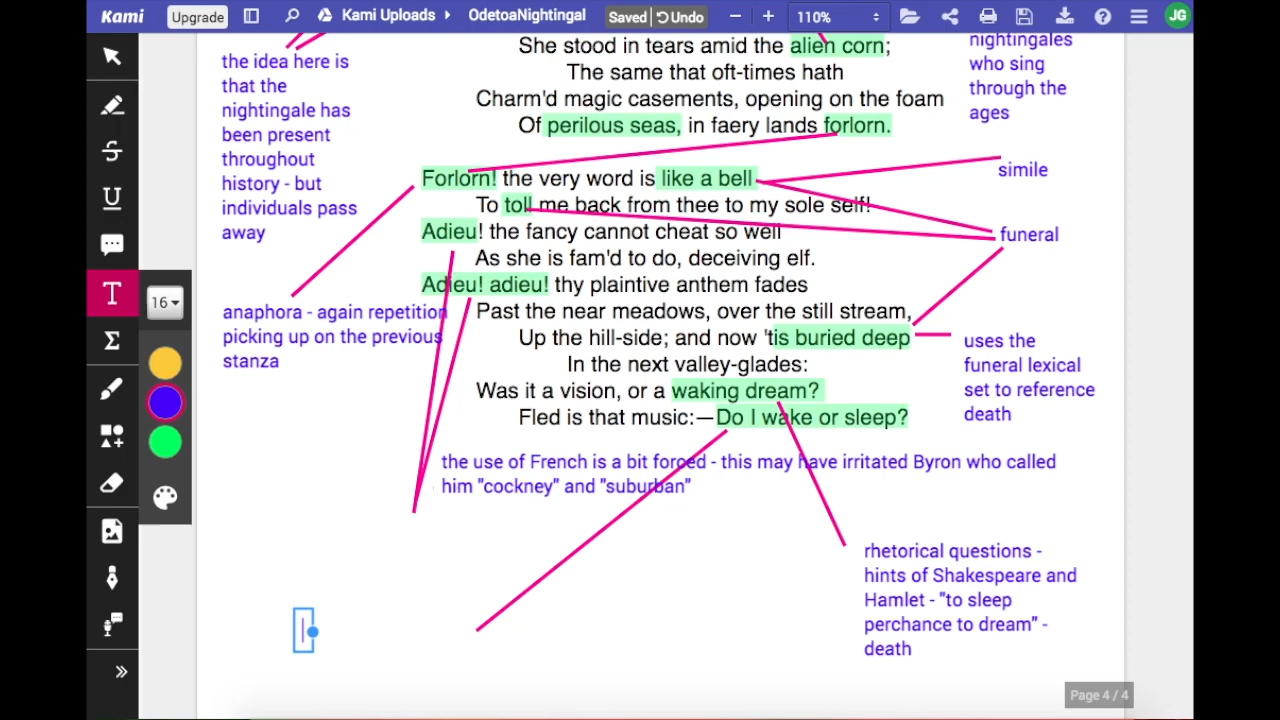 Kami
Upgrade
Kami Uploads
OdetoaNightingal
Saved
Undo
110%
JG
She stood in tears amid the alien corn;
The same that oft-times hath
Charm'd magic casements, opening on the foam
Of perilous seas, in faery lands forlorn.
Forlorn! the very word is like a bell
To toll me back from thee to my sole self!
Adieu! the fancy cannot cheat so well
As she is fam'd to do, deceiving elf.
Adieu! adieu! thy plaintive anthem fades
Past the near meadows, over the still stream,
Up the hill-side; and now 'tis buried deep
In the next valley-glades:
Was it a vision, or a waking dream?
Fled is that music:—Do I wake or sleep?
the idea here is
that the
nightingale has
been present
throughout
history - but
individuals pass
away
anaphora - again repetition
picking up on the previous
stanza
nightingales
who sing
through the
ages
simile
funeral
uses the
funeral lexical
set to reference
death
the use of French is a bit forced - this may have irritated Byron who called
him "cockney" and "suburban"
rhetorical questions -
hints of Shakespeare and
Hamlet - "to sleep
perchance to dream" -
death
16
Page 4 / 4